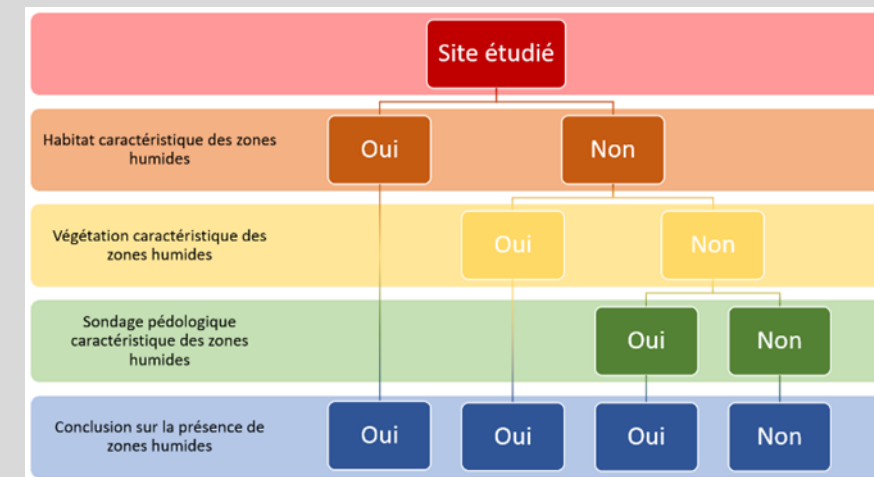 Site étudié
Habitat caractéristique des zones
humides
Oui
Non
Végétation caractéristique des
zones humides
Oui
Non
Sondage pédologique
caractéristique des zones
humides
Oui
Non
Conclusion sur la présence de
zones humides
Oui
Oui
Oui
Non